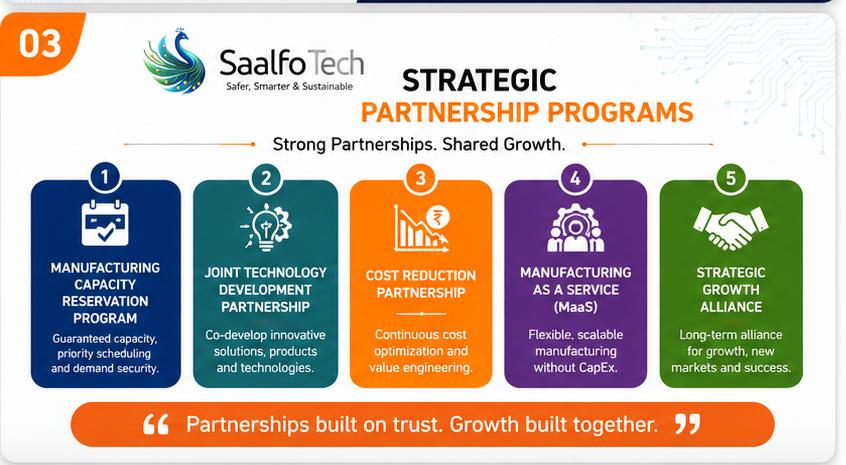 03
SaalfoTech
Safer, Smarter & Sustainable
STRATEGIC
PARTNERSHIP PROGRAMS
Strong Partnerships. Shared Growth.
1
MANUFACTURING
CAPACITY
RESERVATION
PROGRAM
Guaranteed capacity,
priority scheduling
and demand security.
2
JOINT TECHNOLOGY
DEVELOPMENT
PARTNERSHIP
Co-develop innovative
solutions, products
and technologies.
3
₹
COST REDUCTION
PARTNERSHIP
Continuous cost
optimization and
value engineering.
4
MANUFACTURING
AS A SERVICE
(MaaS)
Flexible, scalable
manufacturing
without CapEx.
5
STRATEGIC
GROWTH
ALLIANCE
Long-term alliance
for growth, new
markets and success.
“ Partnerships built on trust. Growth built together. ”